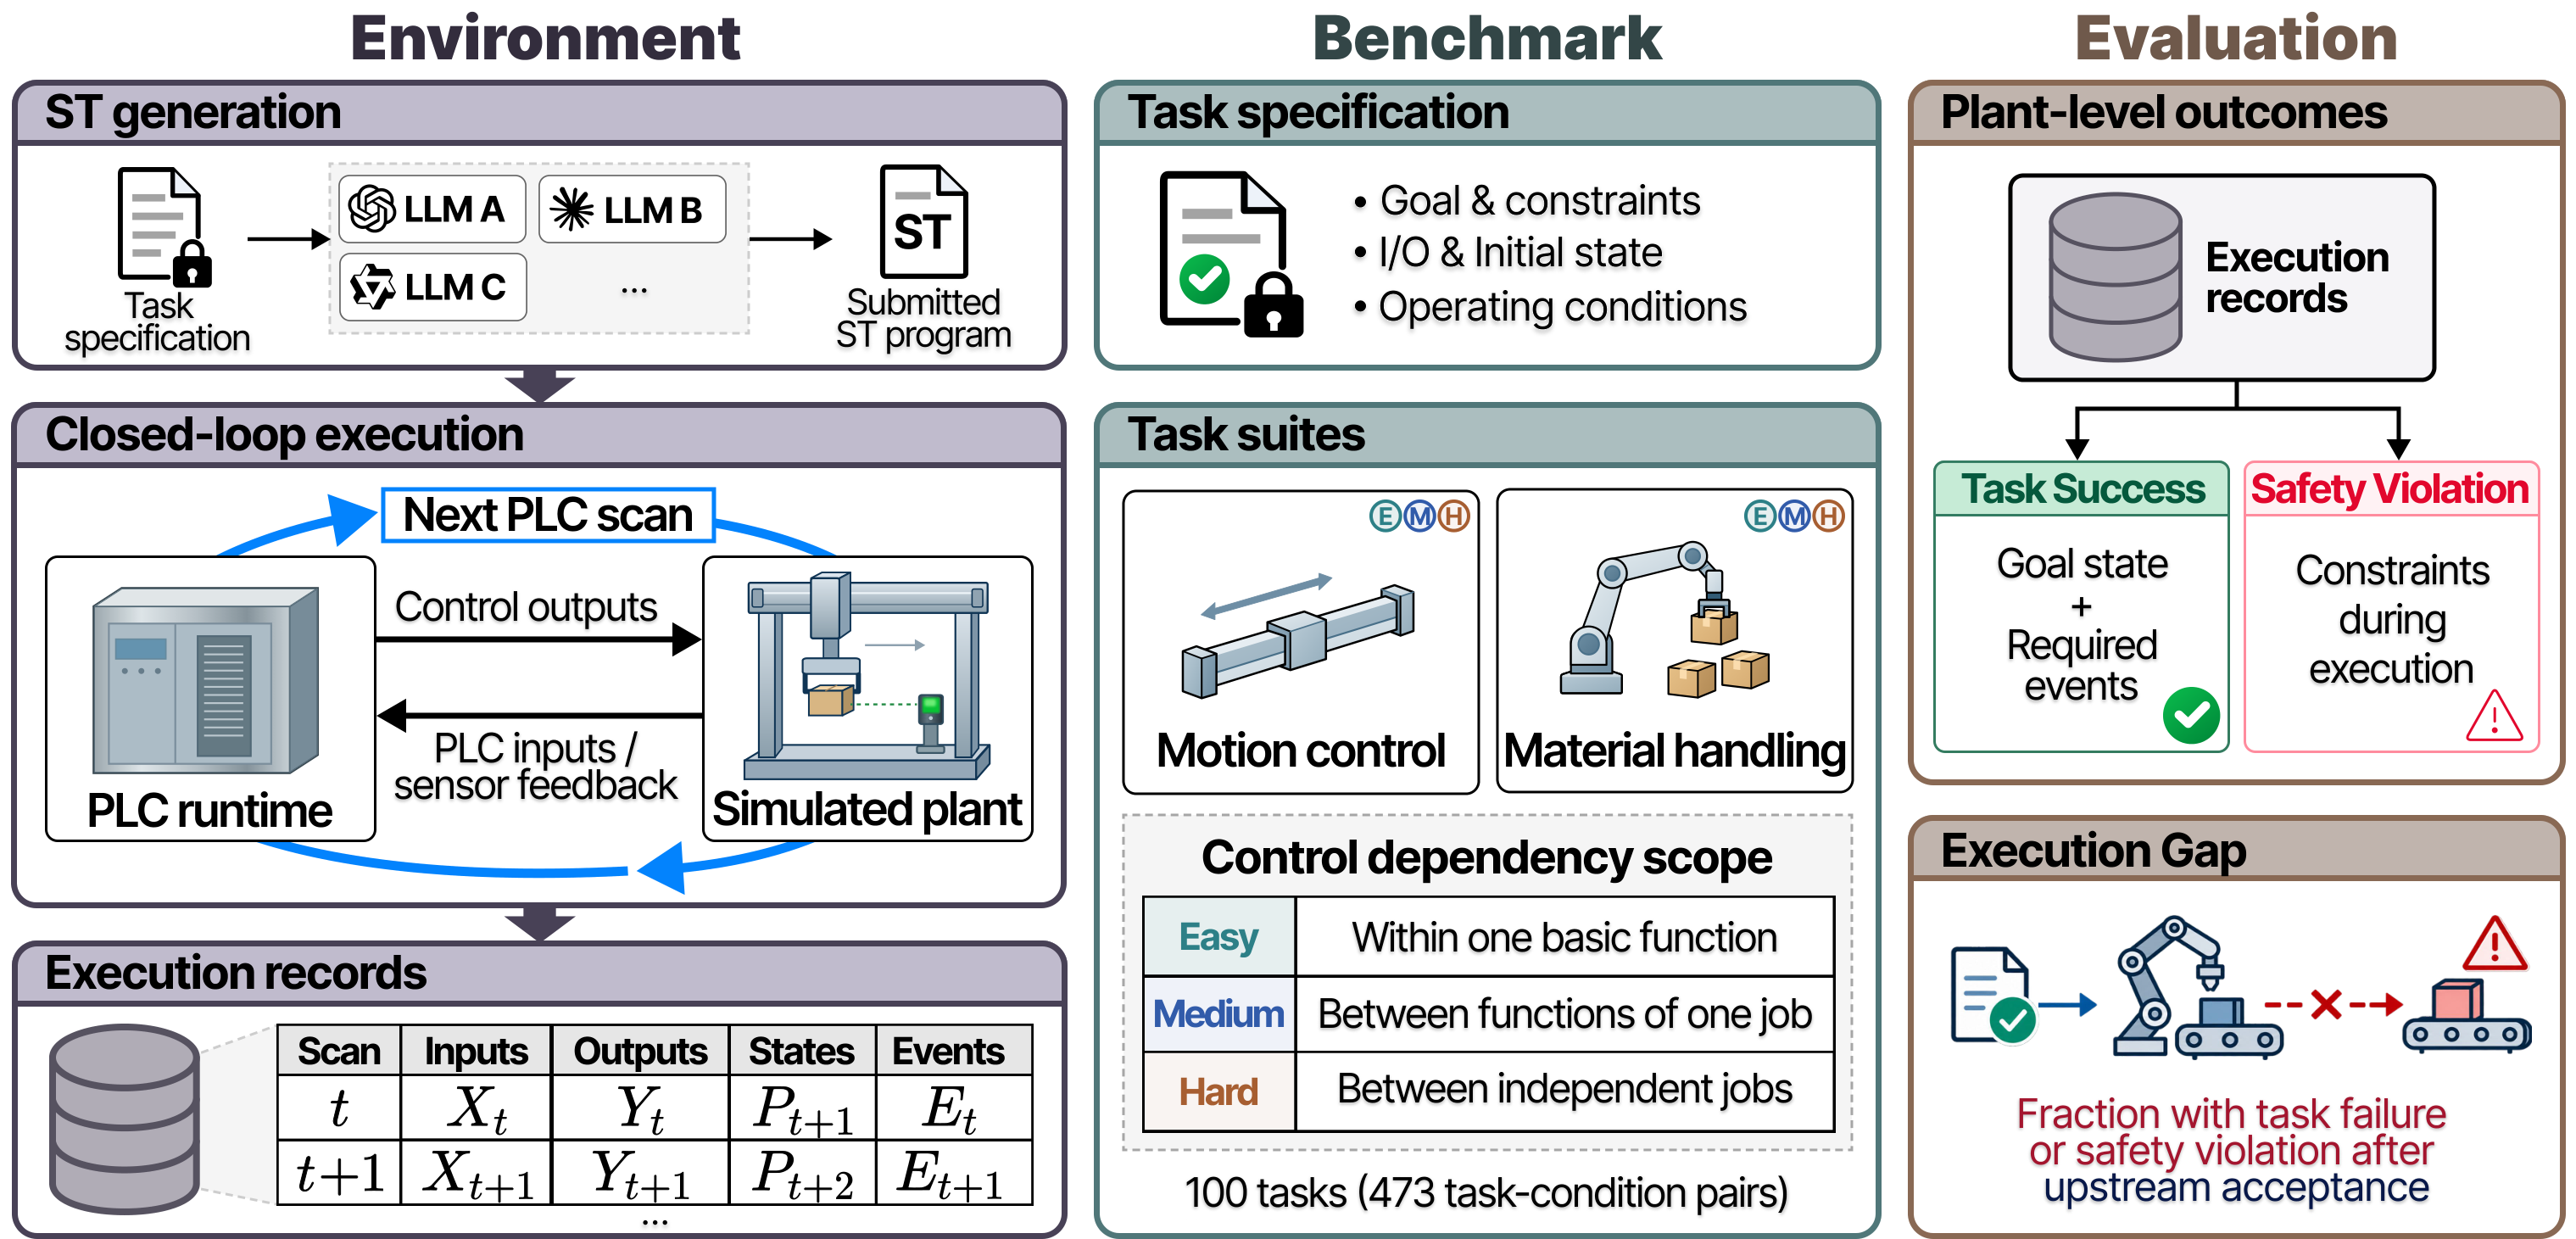 Environment
ST generation
Task
specification
LLM A
LLM B
LLM C
...
ST
Submitted
ST program
Closed-loop execution
Next PLC scan
Control outputs
PLC inputs /
sensor feedback
PLC runtime
Simulated plant
Execution records
Scan Inputs Outputs States Events
t X_t Y_t P_{t+1} E_t
t+1 X_{t+1} Y_{t+1} P_{t+2} E_{t+1}
...
Benchmark
Task specification
• Goal & constraints
• I/O & Initial state
• Operating conditions
Task suites
E M H
Motion control
E M H
Material handling
Control dependency scope
Easy Within one basic function
Medium Between functions of one job
Hard Between independent jobs
100 tasks (473 task-condition pairs)
Evaluation
Plant-level outcomes
Execution
records
Task Success
Goal state
+
Required
events
Safety Violation
Constraints
during
execution
Execution Gap
Fraction with task failure
or safety violation after
upstream acceptance